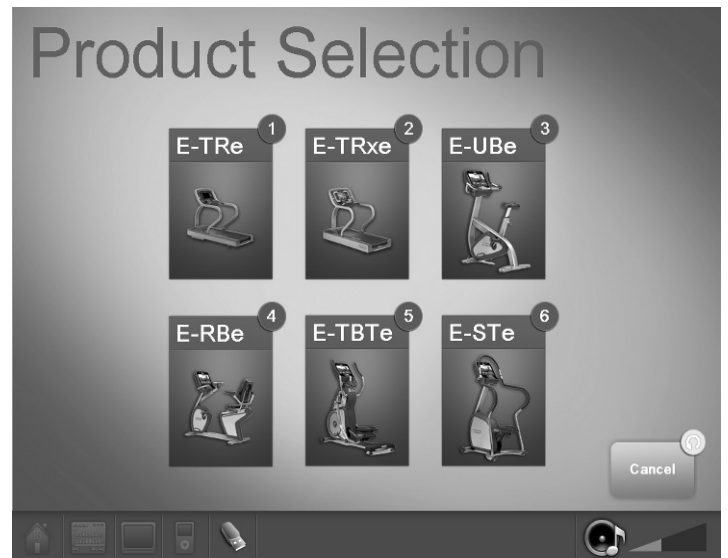 Product Selection
1
E-TRe
2
E-TRxe
3
E-UBe
4
E-RBe
5
E-TBTe
6
E-STe
Cancel